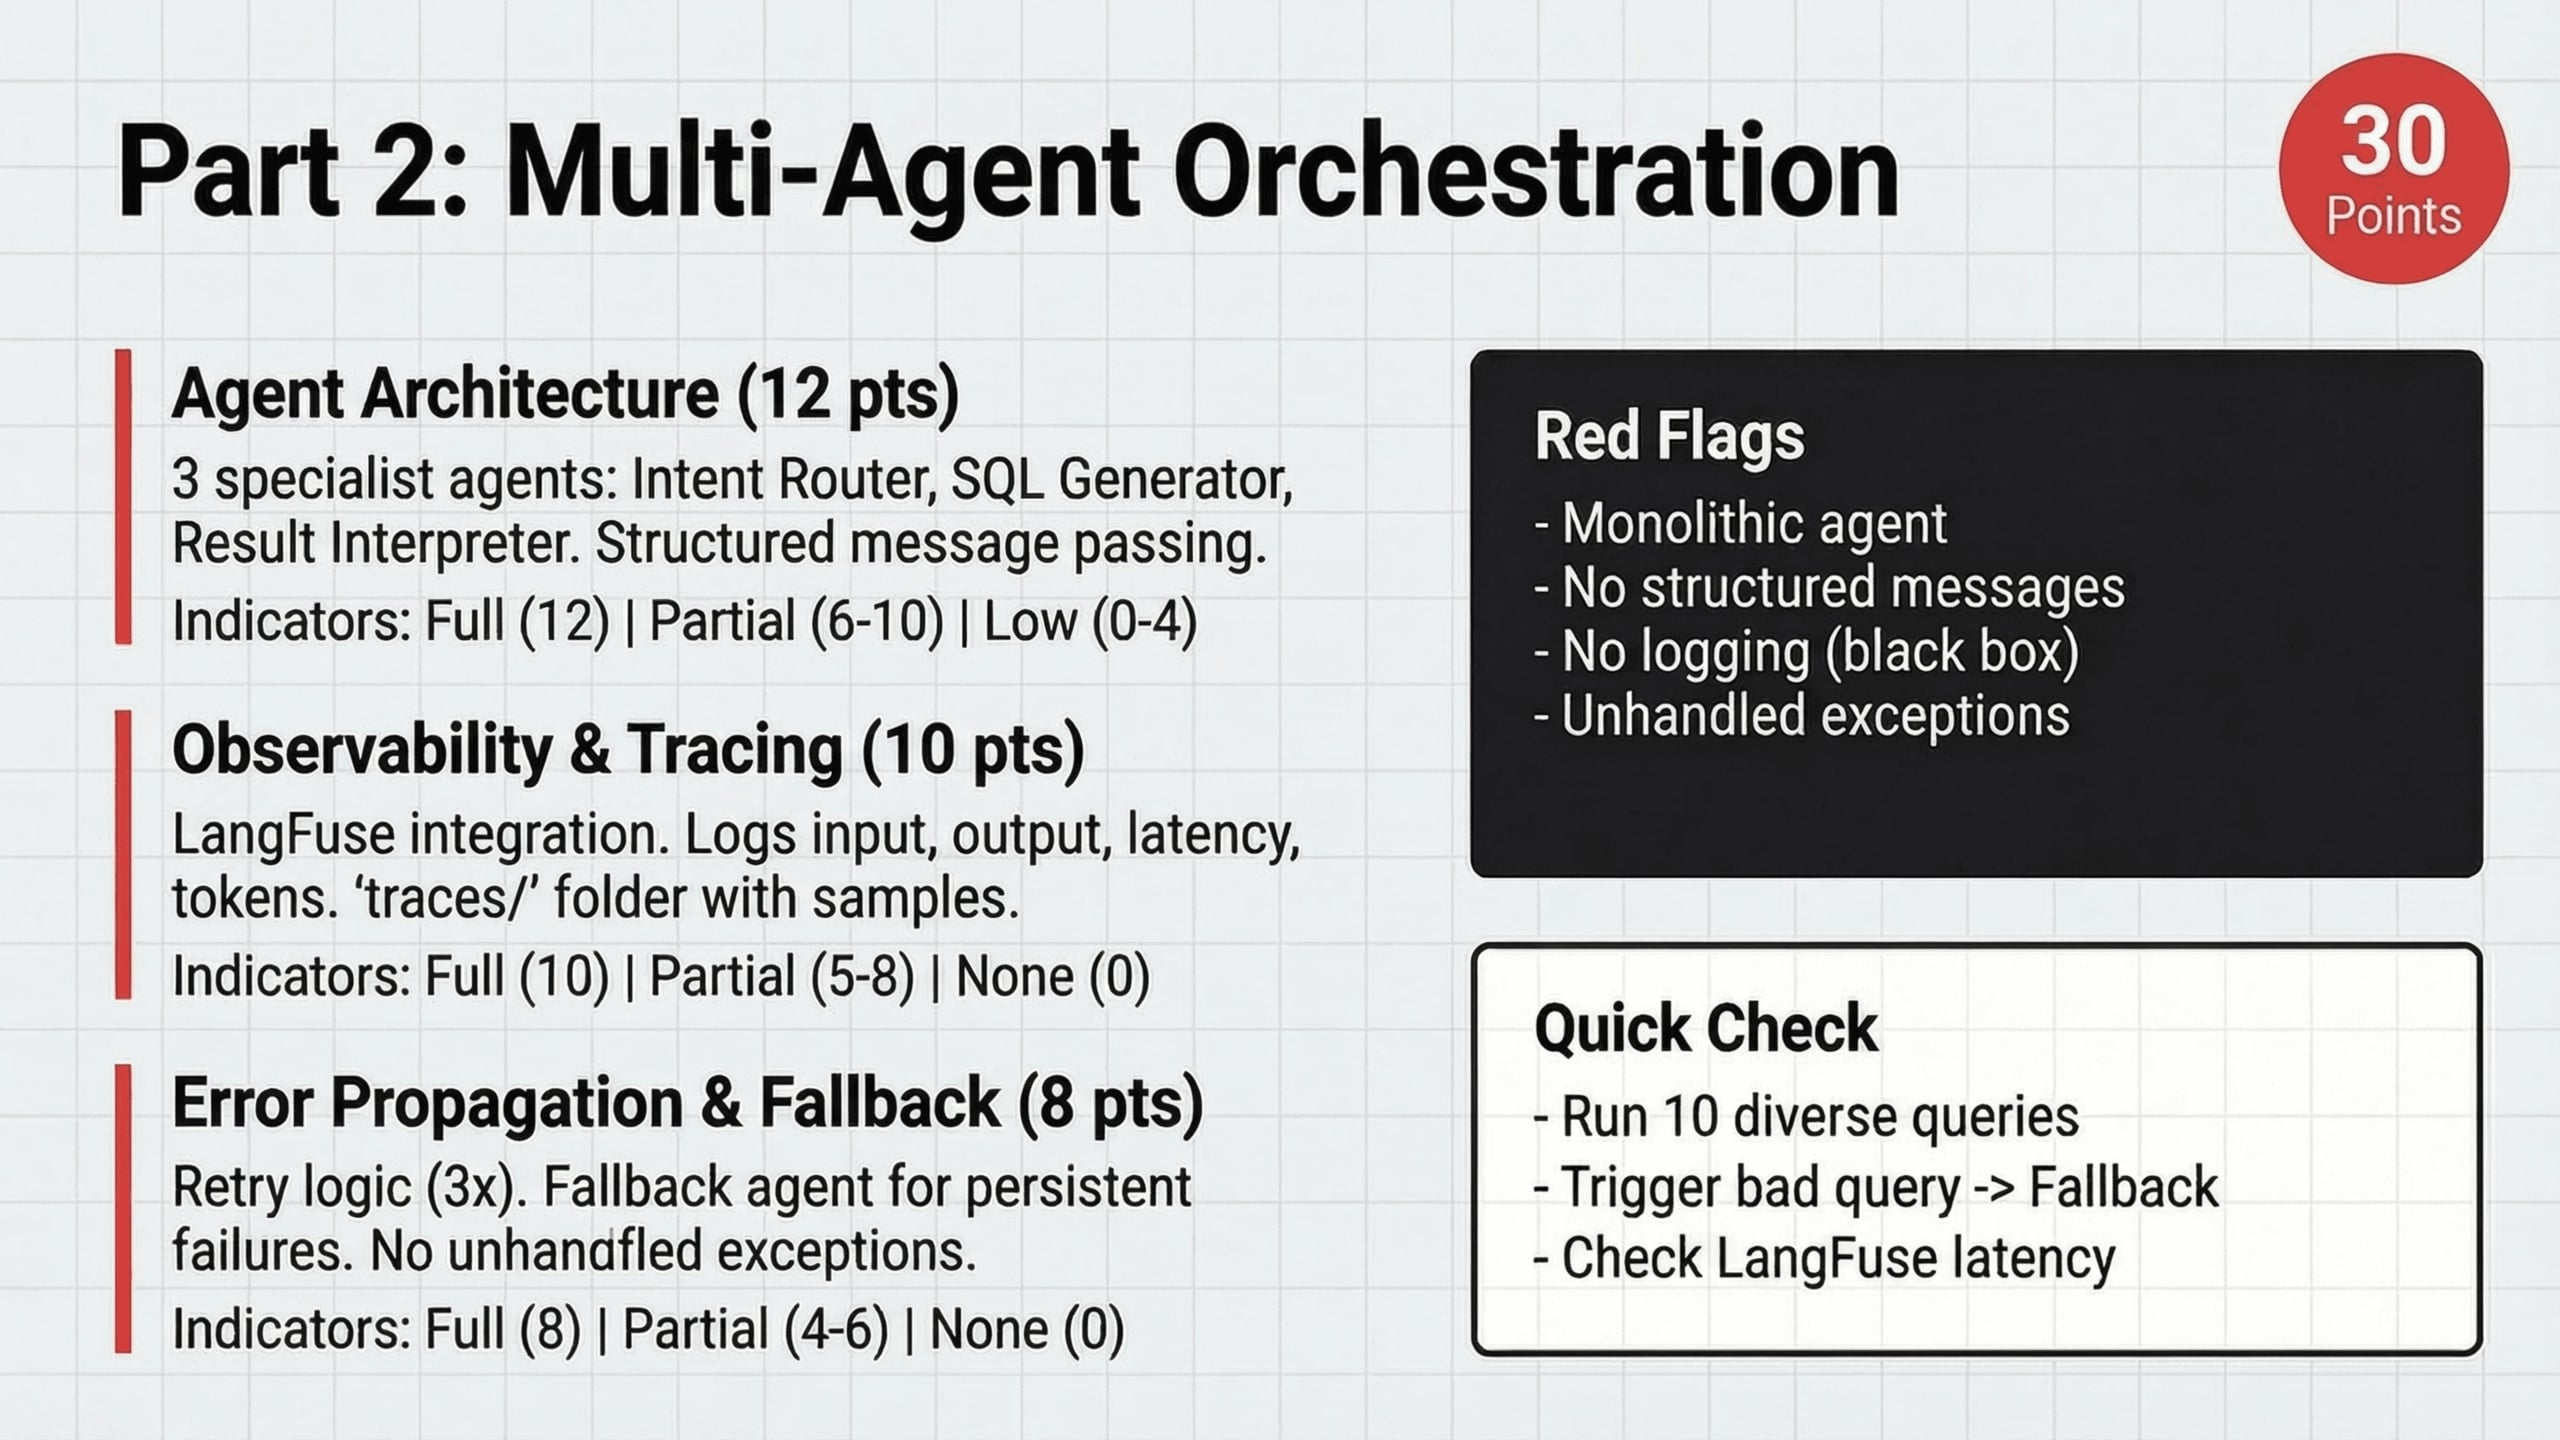 Part 2: Multi-Agent Orchestration
30
Points
Agent Architecture (12 pts)
3 specialist agents: Intent Router, SQL Generator,
Result Interpreter. Structured message passing.
Indicators: Full (12) | Partial (6-10) | Low (0-4)
Observability & Tracing (10 pts)
LangFuse integration. Logs input, output, latency,
tokens. ‘traces/’ folder with samples.
Indicators: Full (10) | Partial (5-8) | None (0)
Error Propagation & Fallback (8 pts)
Retry logic (3x). Fallback agent for persistent
failures. No unhandfled exceptions.
Indicators: Full (8) | Partial (4-6) | None (0)
Red Flags
- Monolithic agent
- No structured messages
- No logging (black box)
- Unhandled exceptions
Quick Check
- Run 10 diverse queries
- Trigger bad query -> Fallback
- Check LangFuse latency